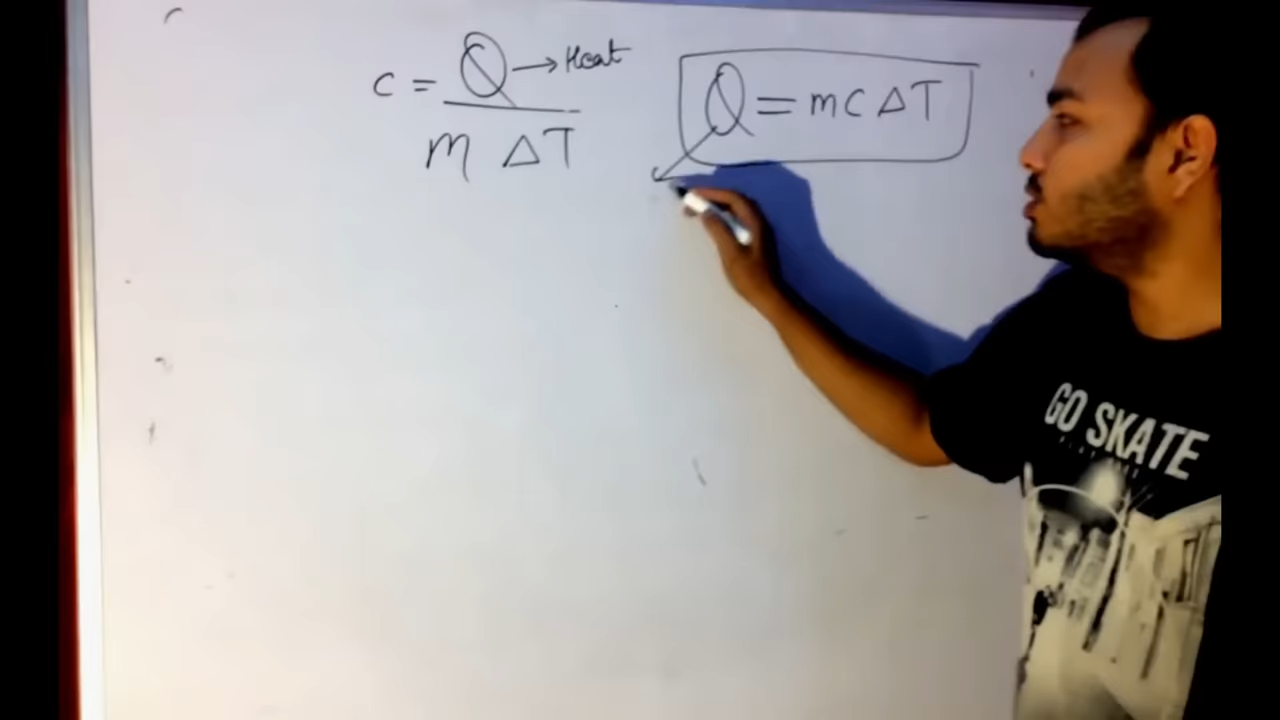 c = Q → Heat
m ΔT
Q = mcΔT
GO SKATE